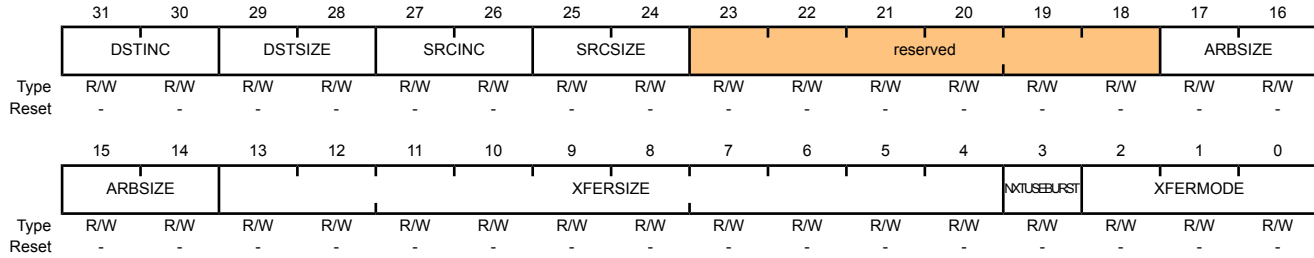 31 30 29 28 27 26 25 24 23 22 21 20 19 18 17 16
DSTINC DSTSIZE SRCINC SRCSIZE reserved ARBSIZE
Type R/W R/W R/W R/W R/W R/W R/W R/W R/W R/W R/W R/W R/W R/W R/W R/W
Reset - - - - - - - - - - - - - - - -
15 14 13 12 11 10 9 8 7 6 5 4 3 2 1 0
ARBSIZE XFERSIZE NXTUSEBURST XFERMODE
Type R/W R/W R/W R/W R/W R/W R/W R/W R/W R/W R/W R/W R/W R/W R/W R/W
Reset - - - - - - - - - - - - - - - -